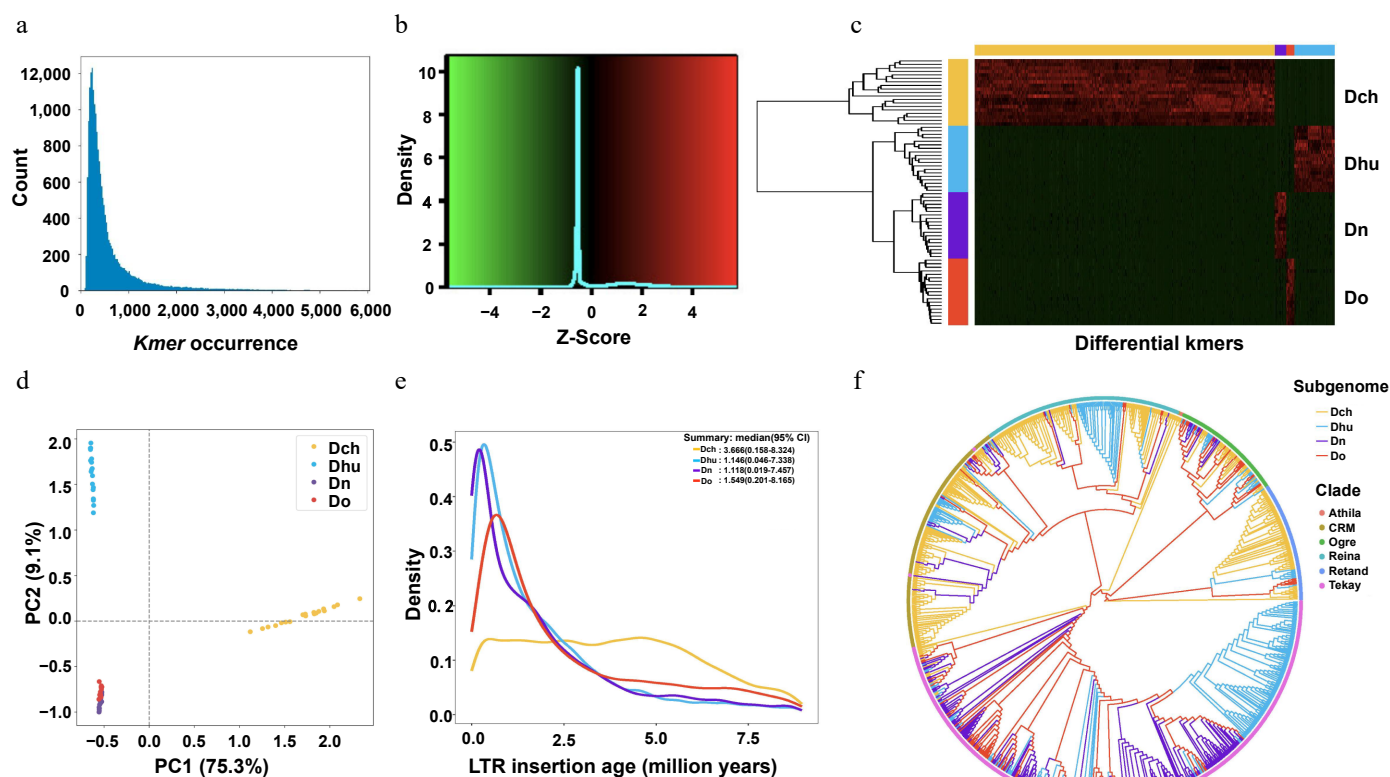 a
12,000
12,000
1,000
800
600
400
200
0
Count
0
1,000
2,000
3,000
4,000
5,000
6,000
Kmer occurrence
b
10
8
6
4
2
0
Density
−4
−2
0
2
4
Z-Score
c
Dch
Dhu
Dn
Do
Differential kmers
d
2.0
1.5
1.0
0.5
0.0
−0.5
−1.0
PC2 (9.1%)
Dch
Dhu
Dn
Do
−0.5
0.0
0.5
1.0
1.5
2.0
PC1 (75.3%)
e
0.5
0.4
0.3
0.2
0.1
0.0
Density
Summary: median(95% CI)
Dch : 3.666(0.158-8.324)
Dhu : 1.146(0.046-7.338)
Dn : 1.118(0.019-7.457)
Do : 1.549(0.201-8.165)
0.0
2.5
5.0
7.5
LTR insertion age (million years)
f
Subgenome
Dch
Dhu
Dn
Do
Clade
Athila
CRM
Ogre
Reina
Retand
Tekay